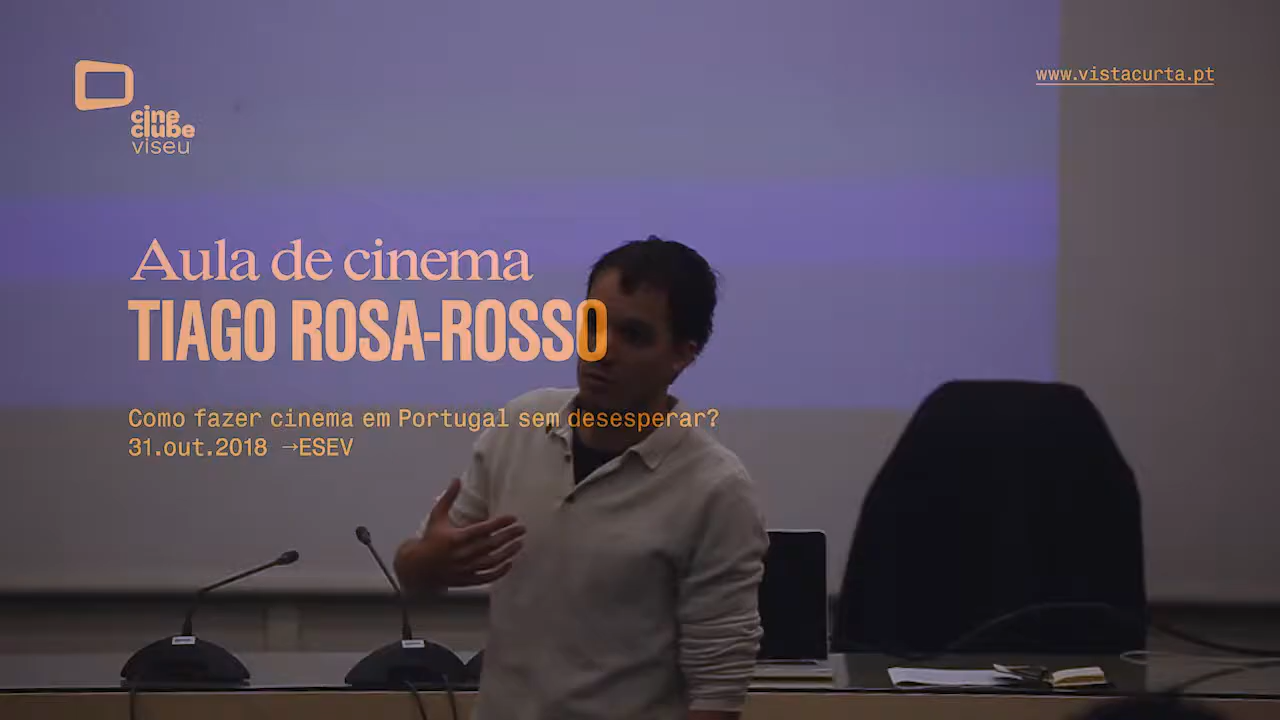 cine
clube
viseu
www.vistacurta.pt
Aula de cinema
TIAGO ROSA-ROSSO
Como fazer cinema em Portugal sem desesperar?
31.out.2018 →ESEV